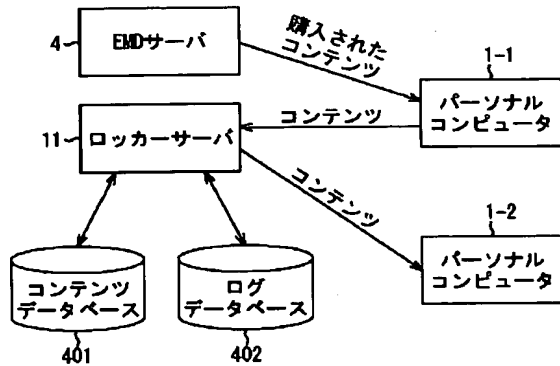 4
EMDサーバ
購入された
コンテンツ
1-1
パーソナル
コンピュータ
コンテンツ
11
ロッカーサーバ
コンテンツ
1-2
パーソナル
コンピュータ
コンテンツ
データベース
ログ
データベース
401
402